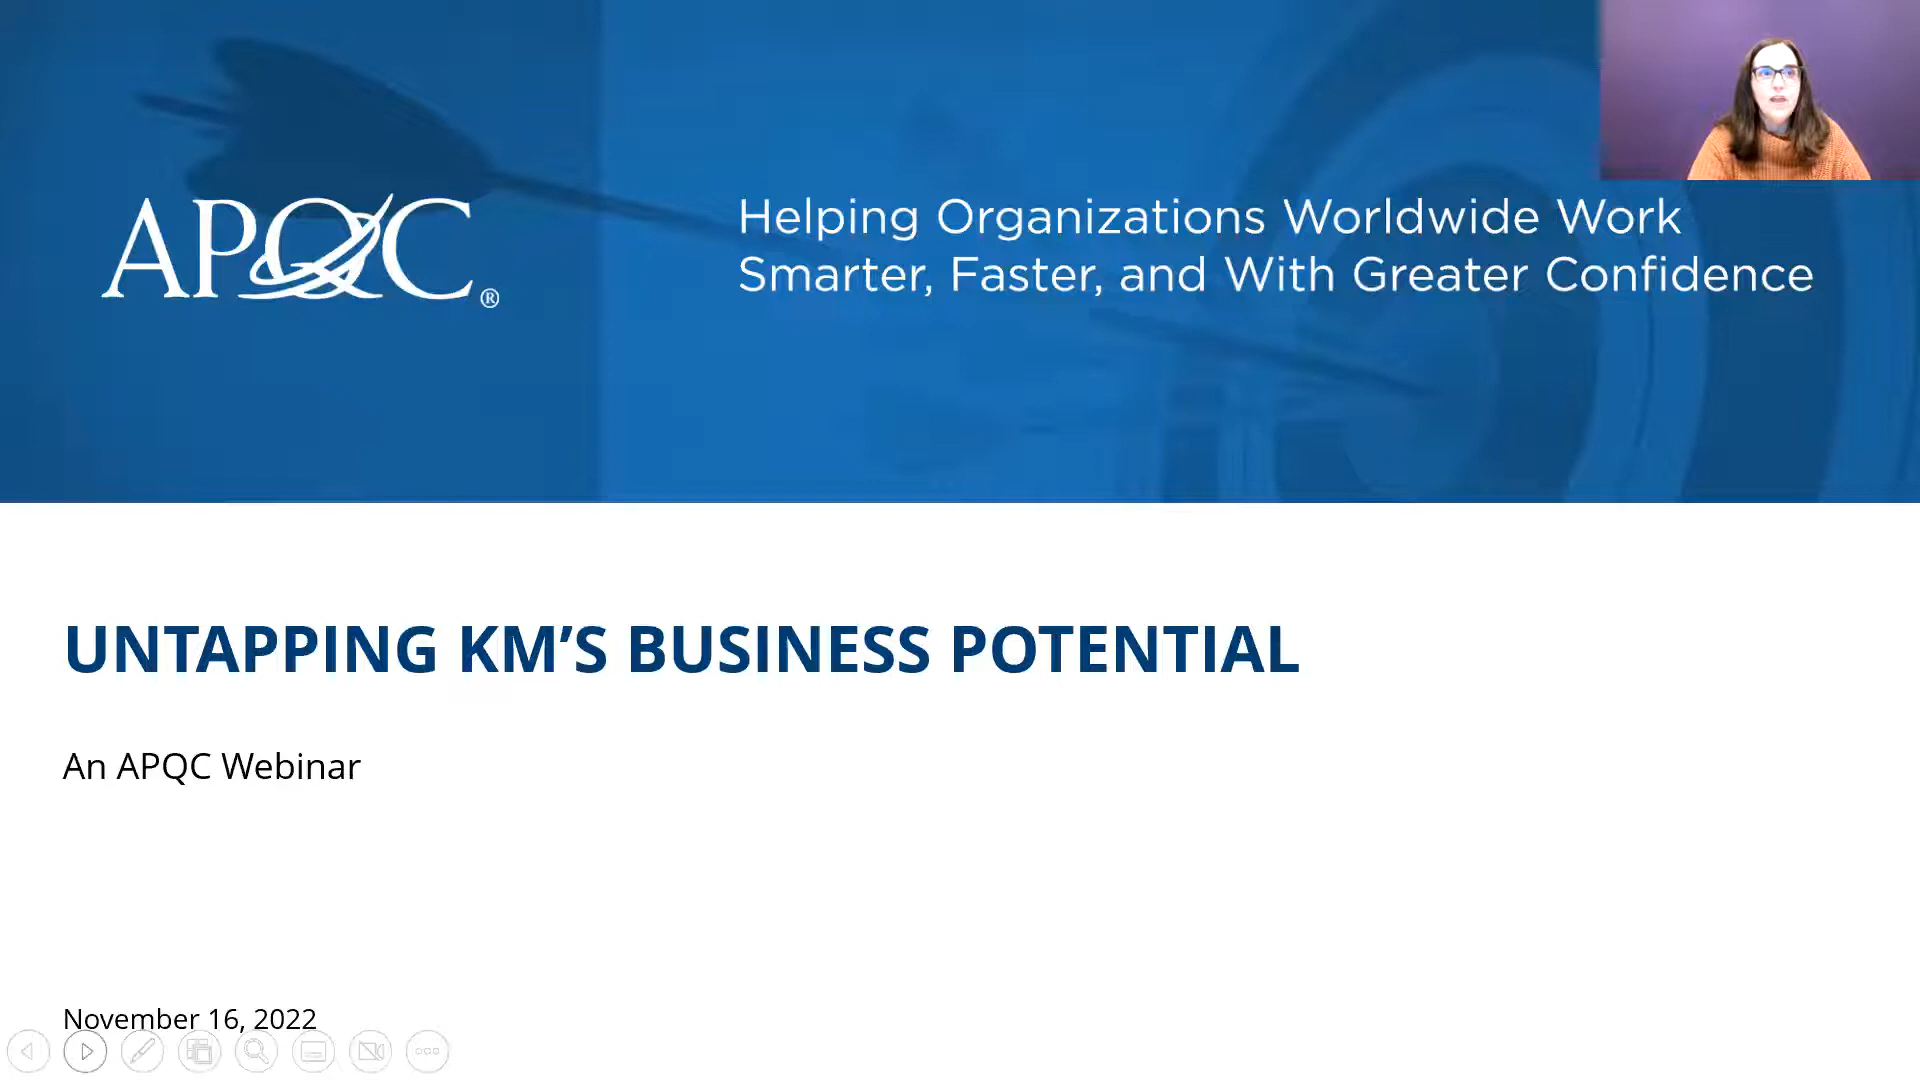 APQC®
Helping Organizations Worldwide Work
Smarter, Faster, and With Greater Confidence
UNTAPPING KM’S BUSINESS POTENTIAL
An APQC Webinar
November 16, 2022